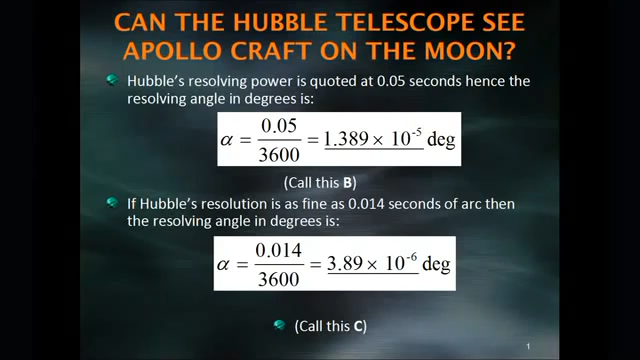 CAN THE HUBBLE TELESCOPE SEE
APOLLO CRAFT ON THE MOON?
Hubble's resolving power is quoted at 0.05 seconds hence the
resolving angle in degrees is:
α = 0.05/3600 = 1.389 × 10⁻⁵ deg
(Call this B)
If Hubble's resolution is as fine as 0.014 seconds of arc then
the resolving angle in degrees is:
α = 0.014/3600 = 3.89 × 10⁻⁶ deg
(Call this C)
1